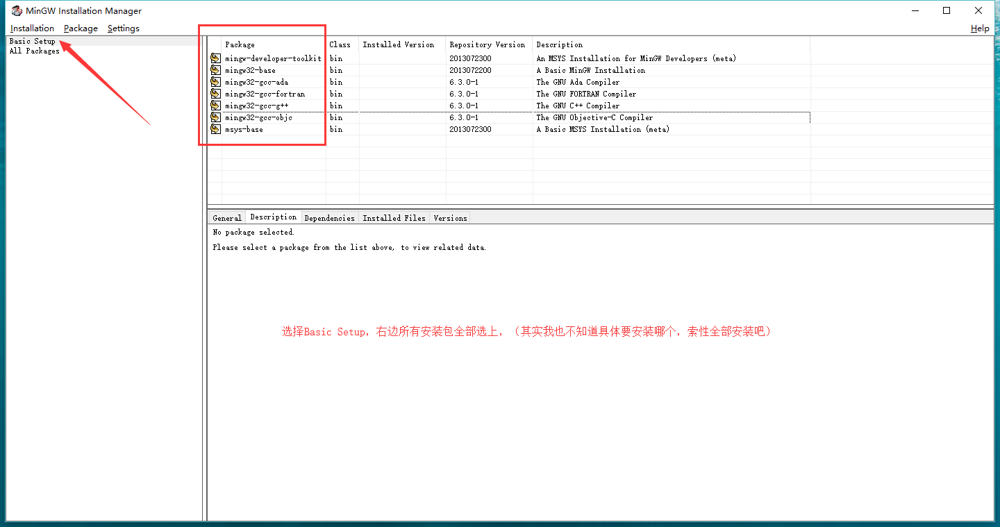 MinGW Installation Manager
Installation Package Settings Help
Basic Setup
All Packages
Package Class Installed Version Repository Version Description
mingw-developer-toolkit bin 2013072300 An MSYS Installation for MinGW Developers (meta)
mingw32-base bin 2013072200 A Basic MinGW Installation
mingw32-gcc-ada bin 6.3.0-1 The GNU Ada Compiler
mingw32-gcc-fortran bin 6.3.0-1 The GNU FORTRAN Compiler
mingw32-gcc-g++ bin 6.3.0-1 The GNU C++ Compiler
mingw32-gcc-objc bin 6.3.0-1 The GNU Objective-C Compiler
msys-base bin 2013072300 A Basic MSYS Installation (meta)
General Description Dependencies Installed Files Versions
No package selected.
Please select a package from the list above, to view related data.
选择Basic Setup，右边所有安装包全部选上，（其实我也不知道具体要安装哪个，索性全部安装吧）